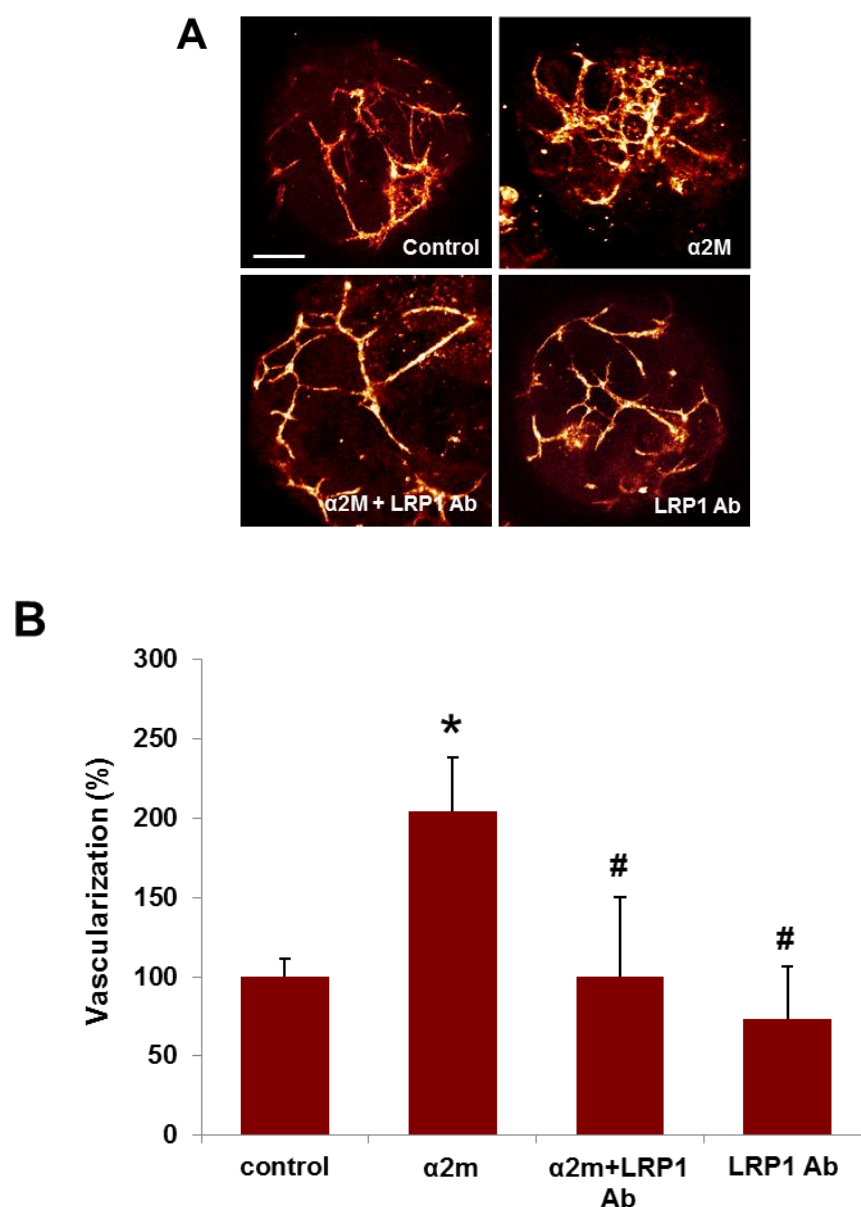 A
Control
α2M
α2M + LRP1 Ab
LRP1 Ab
B
Vascularization (%)
300
250
200
150
100
50
0
*
#
#
control
α2m
α2m+LRP1
Ab
LRP1 Ab